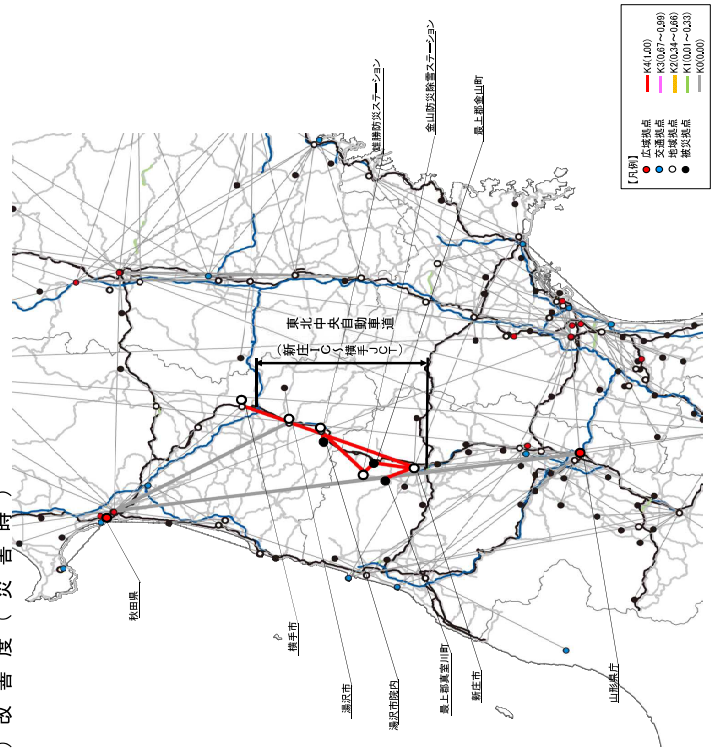 ）改善度（災害時）
雄勝防災ステーション
金山防災除雪ステーション
最上郡金山町
東北中央自動車道
（新庄IC～横手JCT）
秋田県
横手市
湯沢市
湯沢市院内
最上郡真室川町
新庄市
山形県庁
【凡例】
広域拠点
交通拠点
地域拠点
被災拠点
K4(1.00)
K3(0.67～0.99)
K2(0.34～0.66)
K1(0.01～0.33)
K0(0.00)